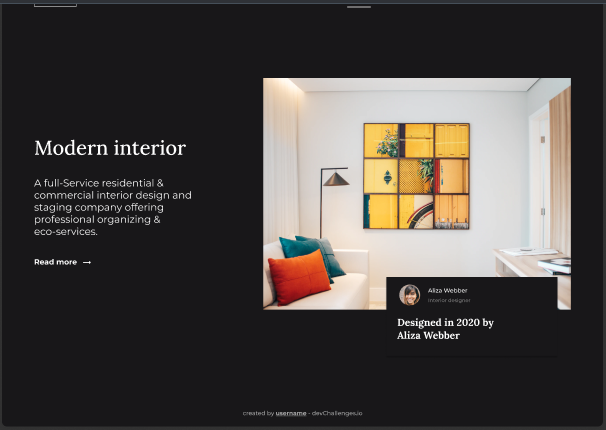 Modern interior
A full-Service residential &
commercial interior design and
staging company offering
professional organizing &
eco-services.
Read more →
Aliza Webber
interior designer
Designed in 2020 by
Aliza Webber
created by username - devChallenges.io